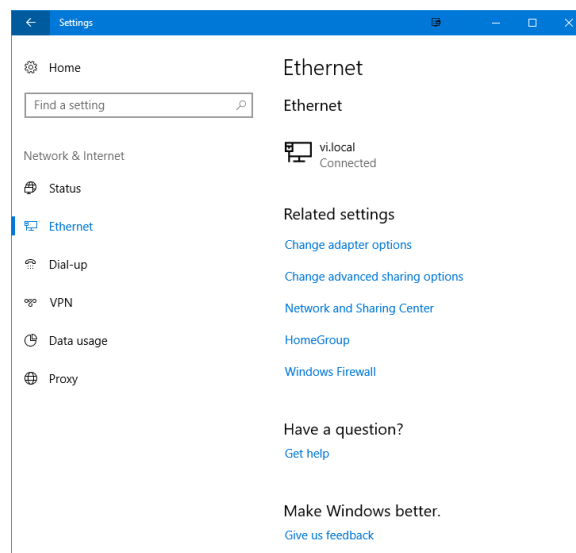 Settings
Home
Find a setting
Network & Internet
Status
Ethernet
Dial-up
VPN
Data usage
Proxy
Ethernet
Ethernet
vi.local
Connected
Related settings
Change adapter options
Change advanced sharing options
Network and Sharing Center
HomeGroup
Windows Firewall
Have a question?
Get help
Make Windows better.
Give us feedback